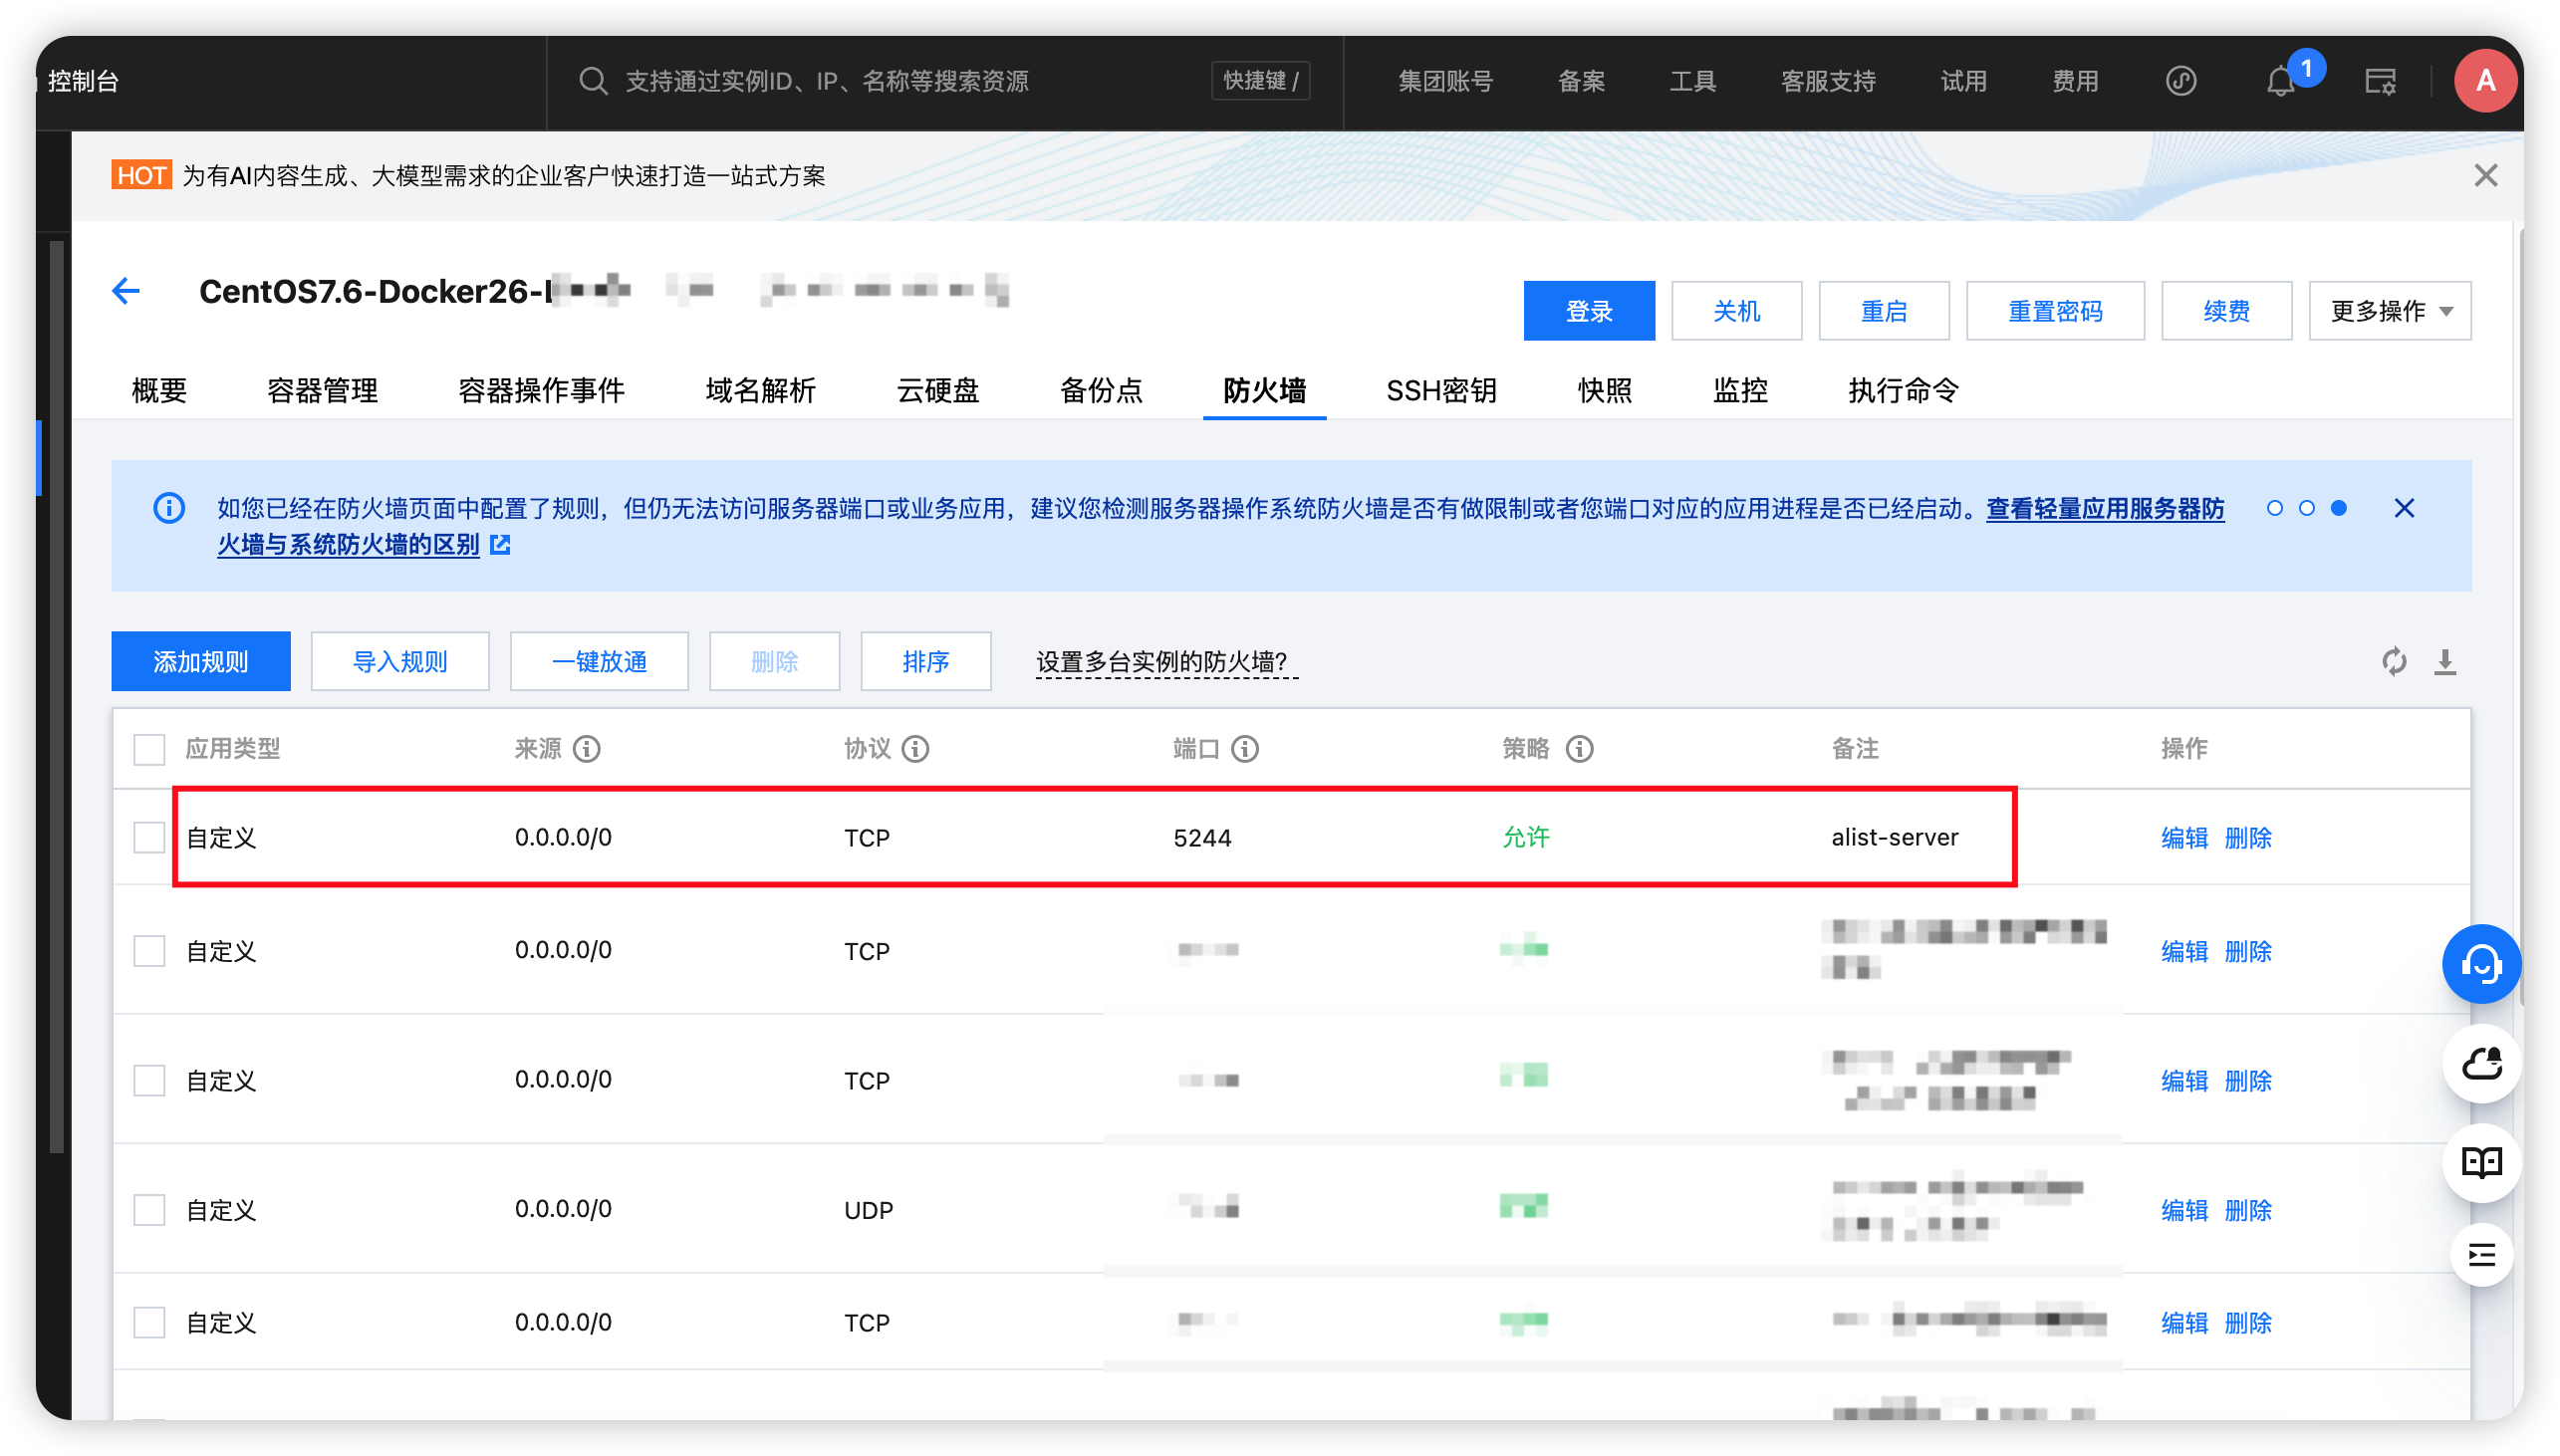 控制台
支持通过实例ID、IP、名称等搜索资源
快捷键 /
集团账号
备案
工具
客服支持
试用
费用
1
A
HOT 为有AI内容生成、大模型需求的企业客户快速打造一站式方案
CentOS7.6-Docker26-
登录
关机
重启
重置密码
续费
更多操作
概要
容器管理
容器操作事件
域名解析
云硬盘
备份点
防火墙
SSH密钥
快照
监控
执行命令
如您已经在防火墙页面中配置了规则，但仍无法访问服务器端口或业务应用，建议您检测服务器操作系统防火墙是否有做限制或者您端口对应的应用进程是否已经启动。查看轻量应用服务器防
火墙与系统防火墙的区别
添加规则
导入规则
一键放通
删除
排序
设置多台实例的防火墙？
应用类型 来源 协议 端口 策略 备注 操作
自定义 0.0.0.0/0 TCP 5244 允许 alist-server 编辑 删除
自定义 0.0.0.0/0 TCP 编辑 删除
自定义 0.0.0.0/0 TCP 编辑 删除
自定义 0.0.0.0/0 UDP 编辑 删除
自定义 0.0.0.0/0 TCP 编辑 删除